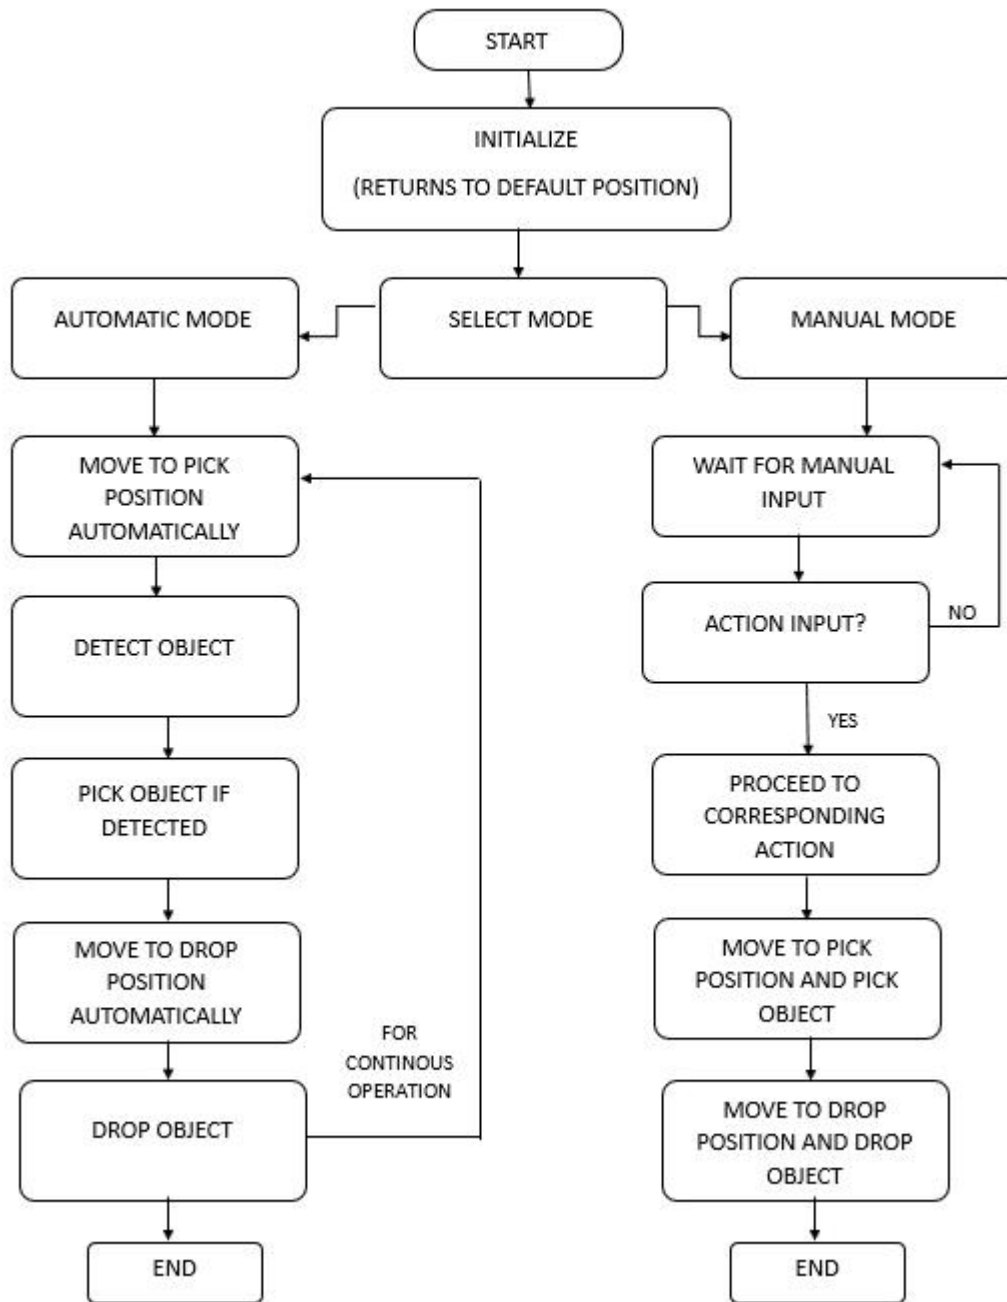 START
INITIALIZE
(RETURNS TO DEFAULT POSITION)
AUTOMATIC MODE
SELECT MODE
MANUAL MODE
MOVE TO PICK
POSITION
AUTOMATICALLY
DETECT OBJECT
PICK OBJECT IF
DETECTED
MOVE TO DROP
POSITION
AUTOMATICALLY
DROP OBJECT
FOR
CONTINOUS
OPERATION
END
WAIT FOR MANUAL
INPUT
ACTION INPUT?
NO
YES
PROCEED TO
CORRESPONDING
ACTION
MOVE TO PICK
POSITION AND PICK
OBJECT
MOVE TO DROP
POSITION AND DROP
OBJECT
END